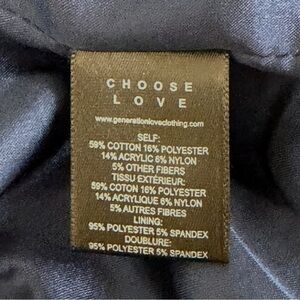 CHOOSE
LOVE
www.generationloveclothing.com
SELF:
59% COTTON 16% POLYESTER
14% ACRYLIC 6% NYLON
5% OTHER FIBERS
TISSU EXTÉRIEUR:
59% COTTON 16% POLYESTER
14% ACRYLIQUE 6% NYLON
5% AUTRES FIBRES
LINING:
95% POLYESTER 5% SPANDEX
DOUBLURE:
95% POLYESTER 5% SPANDEX